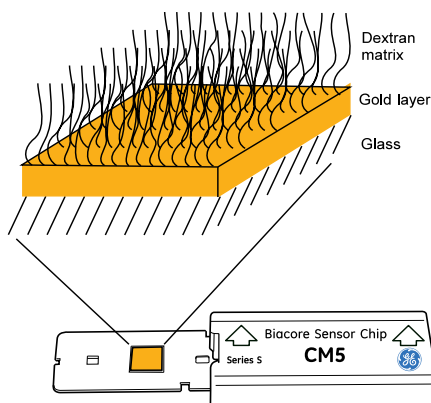 Dextran
matrix
Gold layer
Glass
Biacore Sensor Chip
Series S
CM5
GE